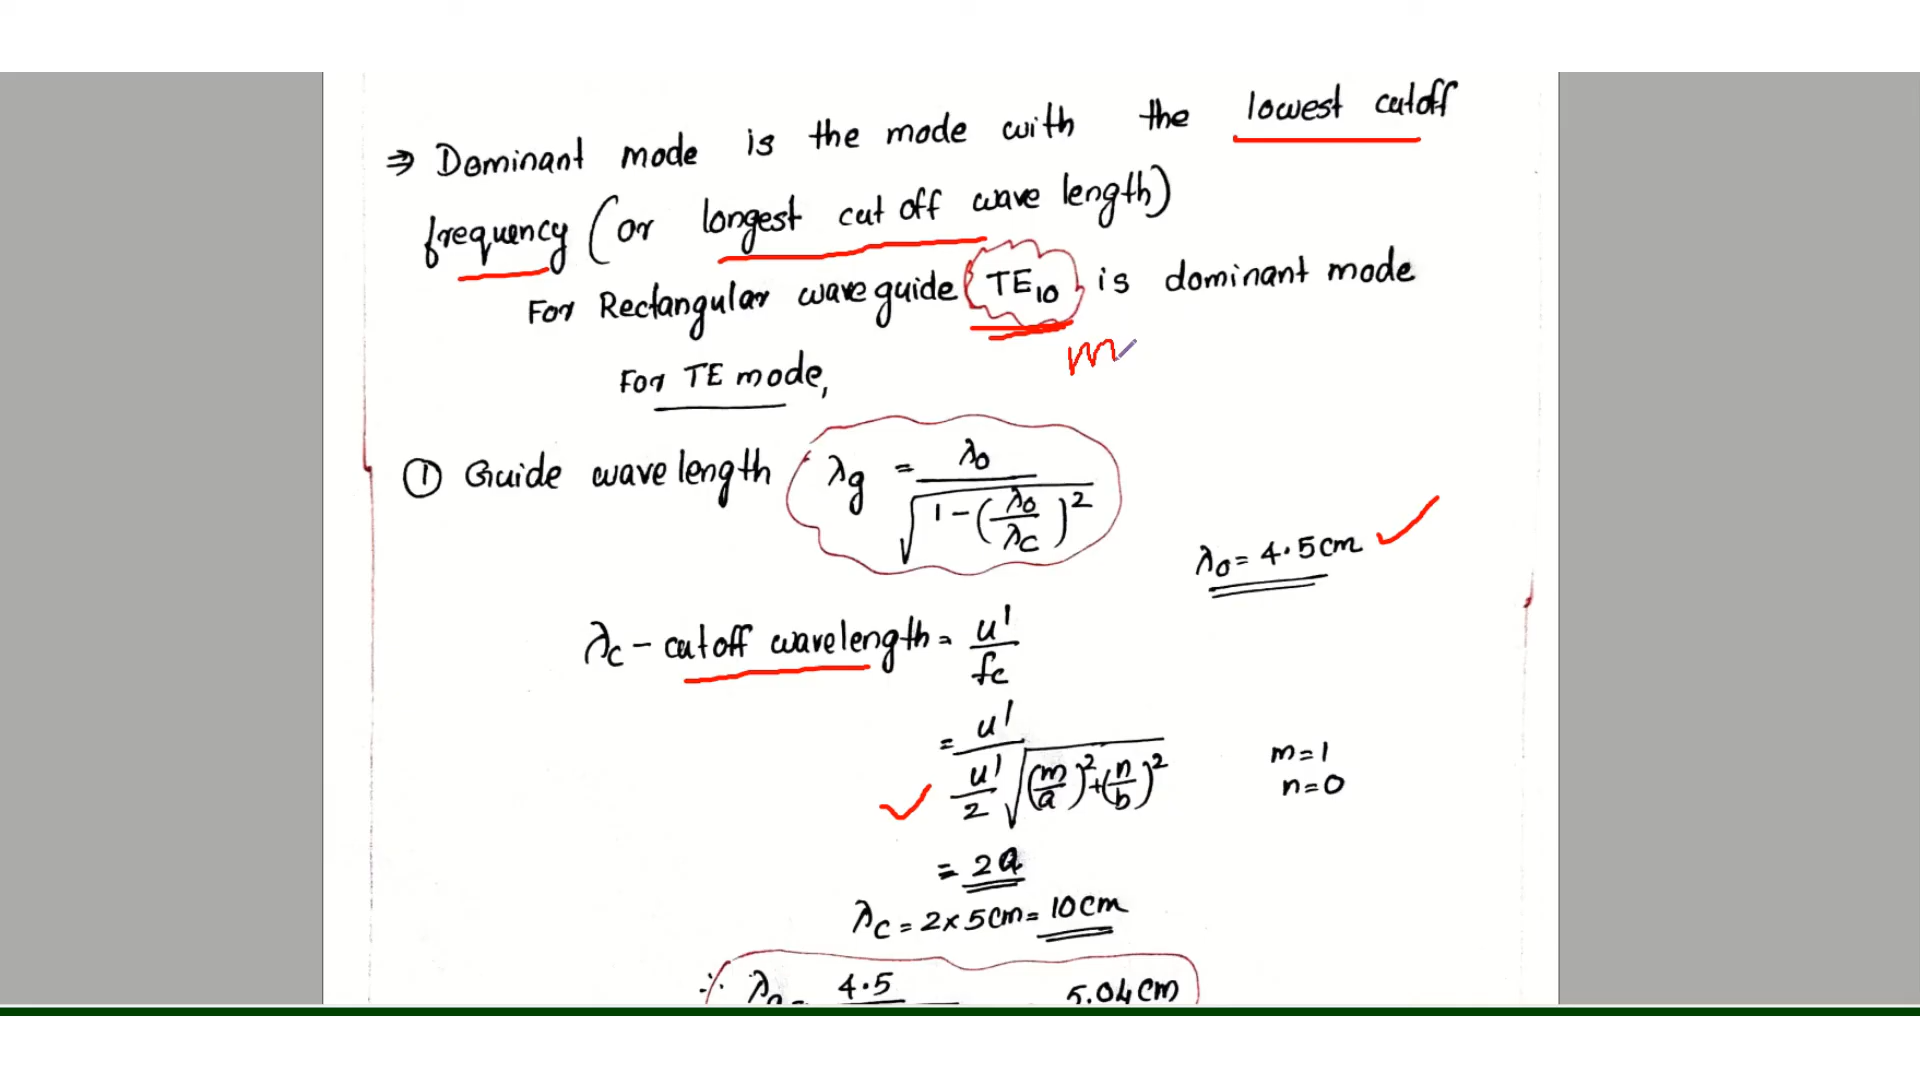 ⇒ Dominant mode is the mode with the lowest cutoff
frequency (or longest cut off wave length)
For Rectangular wave guide TE10 is dominant mode
m
For TE mode,
① Guide wave length λg = λ0 / √(1 - (λ0/λc)²)
λ0 = 4.5cm
λc - cutoff wavelength = u'/fc
= u' / (u'/2 √((m/a)² + (n/b)²))
m=1
n=0
= 2a
λc = 2 x 5cm = 10cm
∴ λg = 4.5 5.04cm